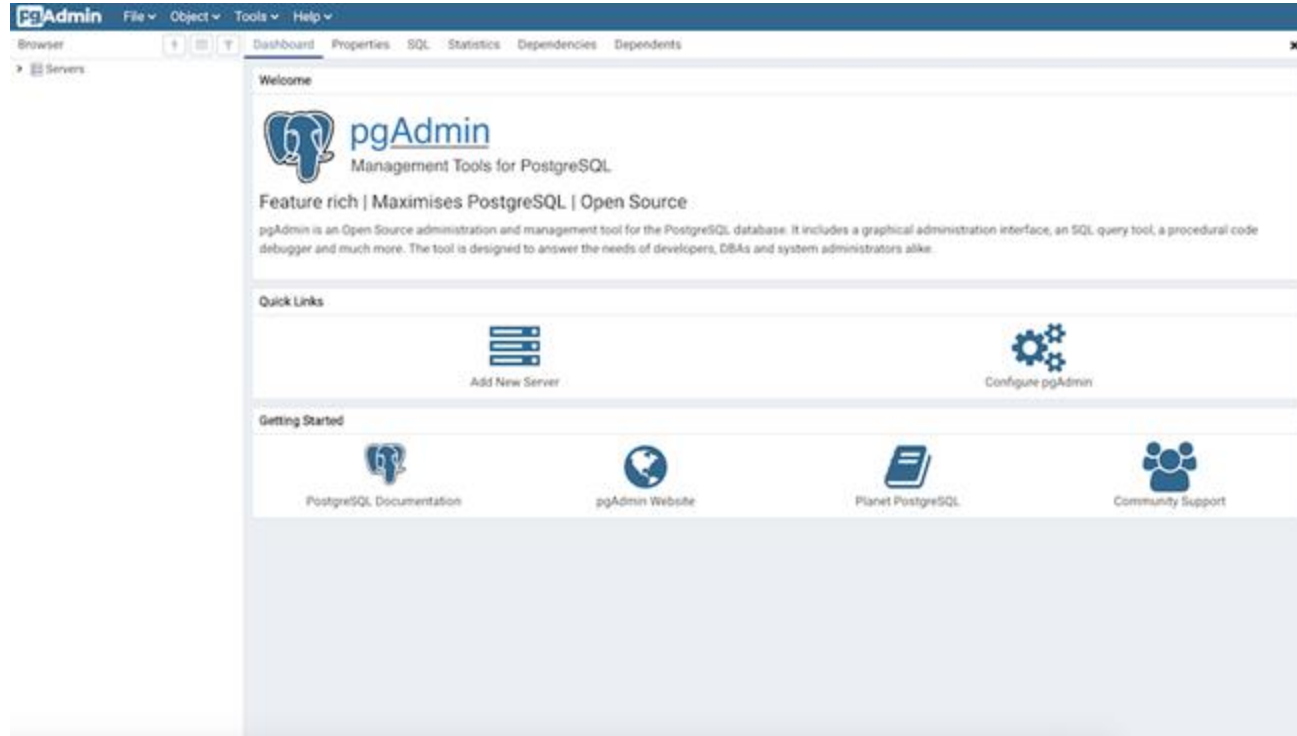 pgAdmin File Object Tools Help
Browser
Dashboard Properties SQL Statistics Dependencies Dependents
Servers
Welcome
pgAdmin
Management Tools for PostgreSQL
Feature rich | Maximises PostgreSQL | Open Source
pgAdmin is an Open Source administration and management tool for the PostgreSQL database. It includes a graphical administration interface, an SQL query tool, a procedural code
debugger and much more. The tool is designed to answer the needs of developers, DBAs and system administrators alike.
Quick Links
Add New Server
Configure pgAdmin
Getting Started
PostgreSQL Documentation
pgAdmin Website
Planet PostgreSQL
Community Support